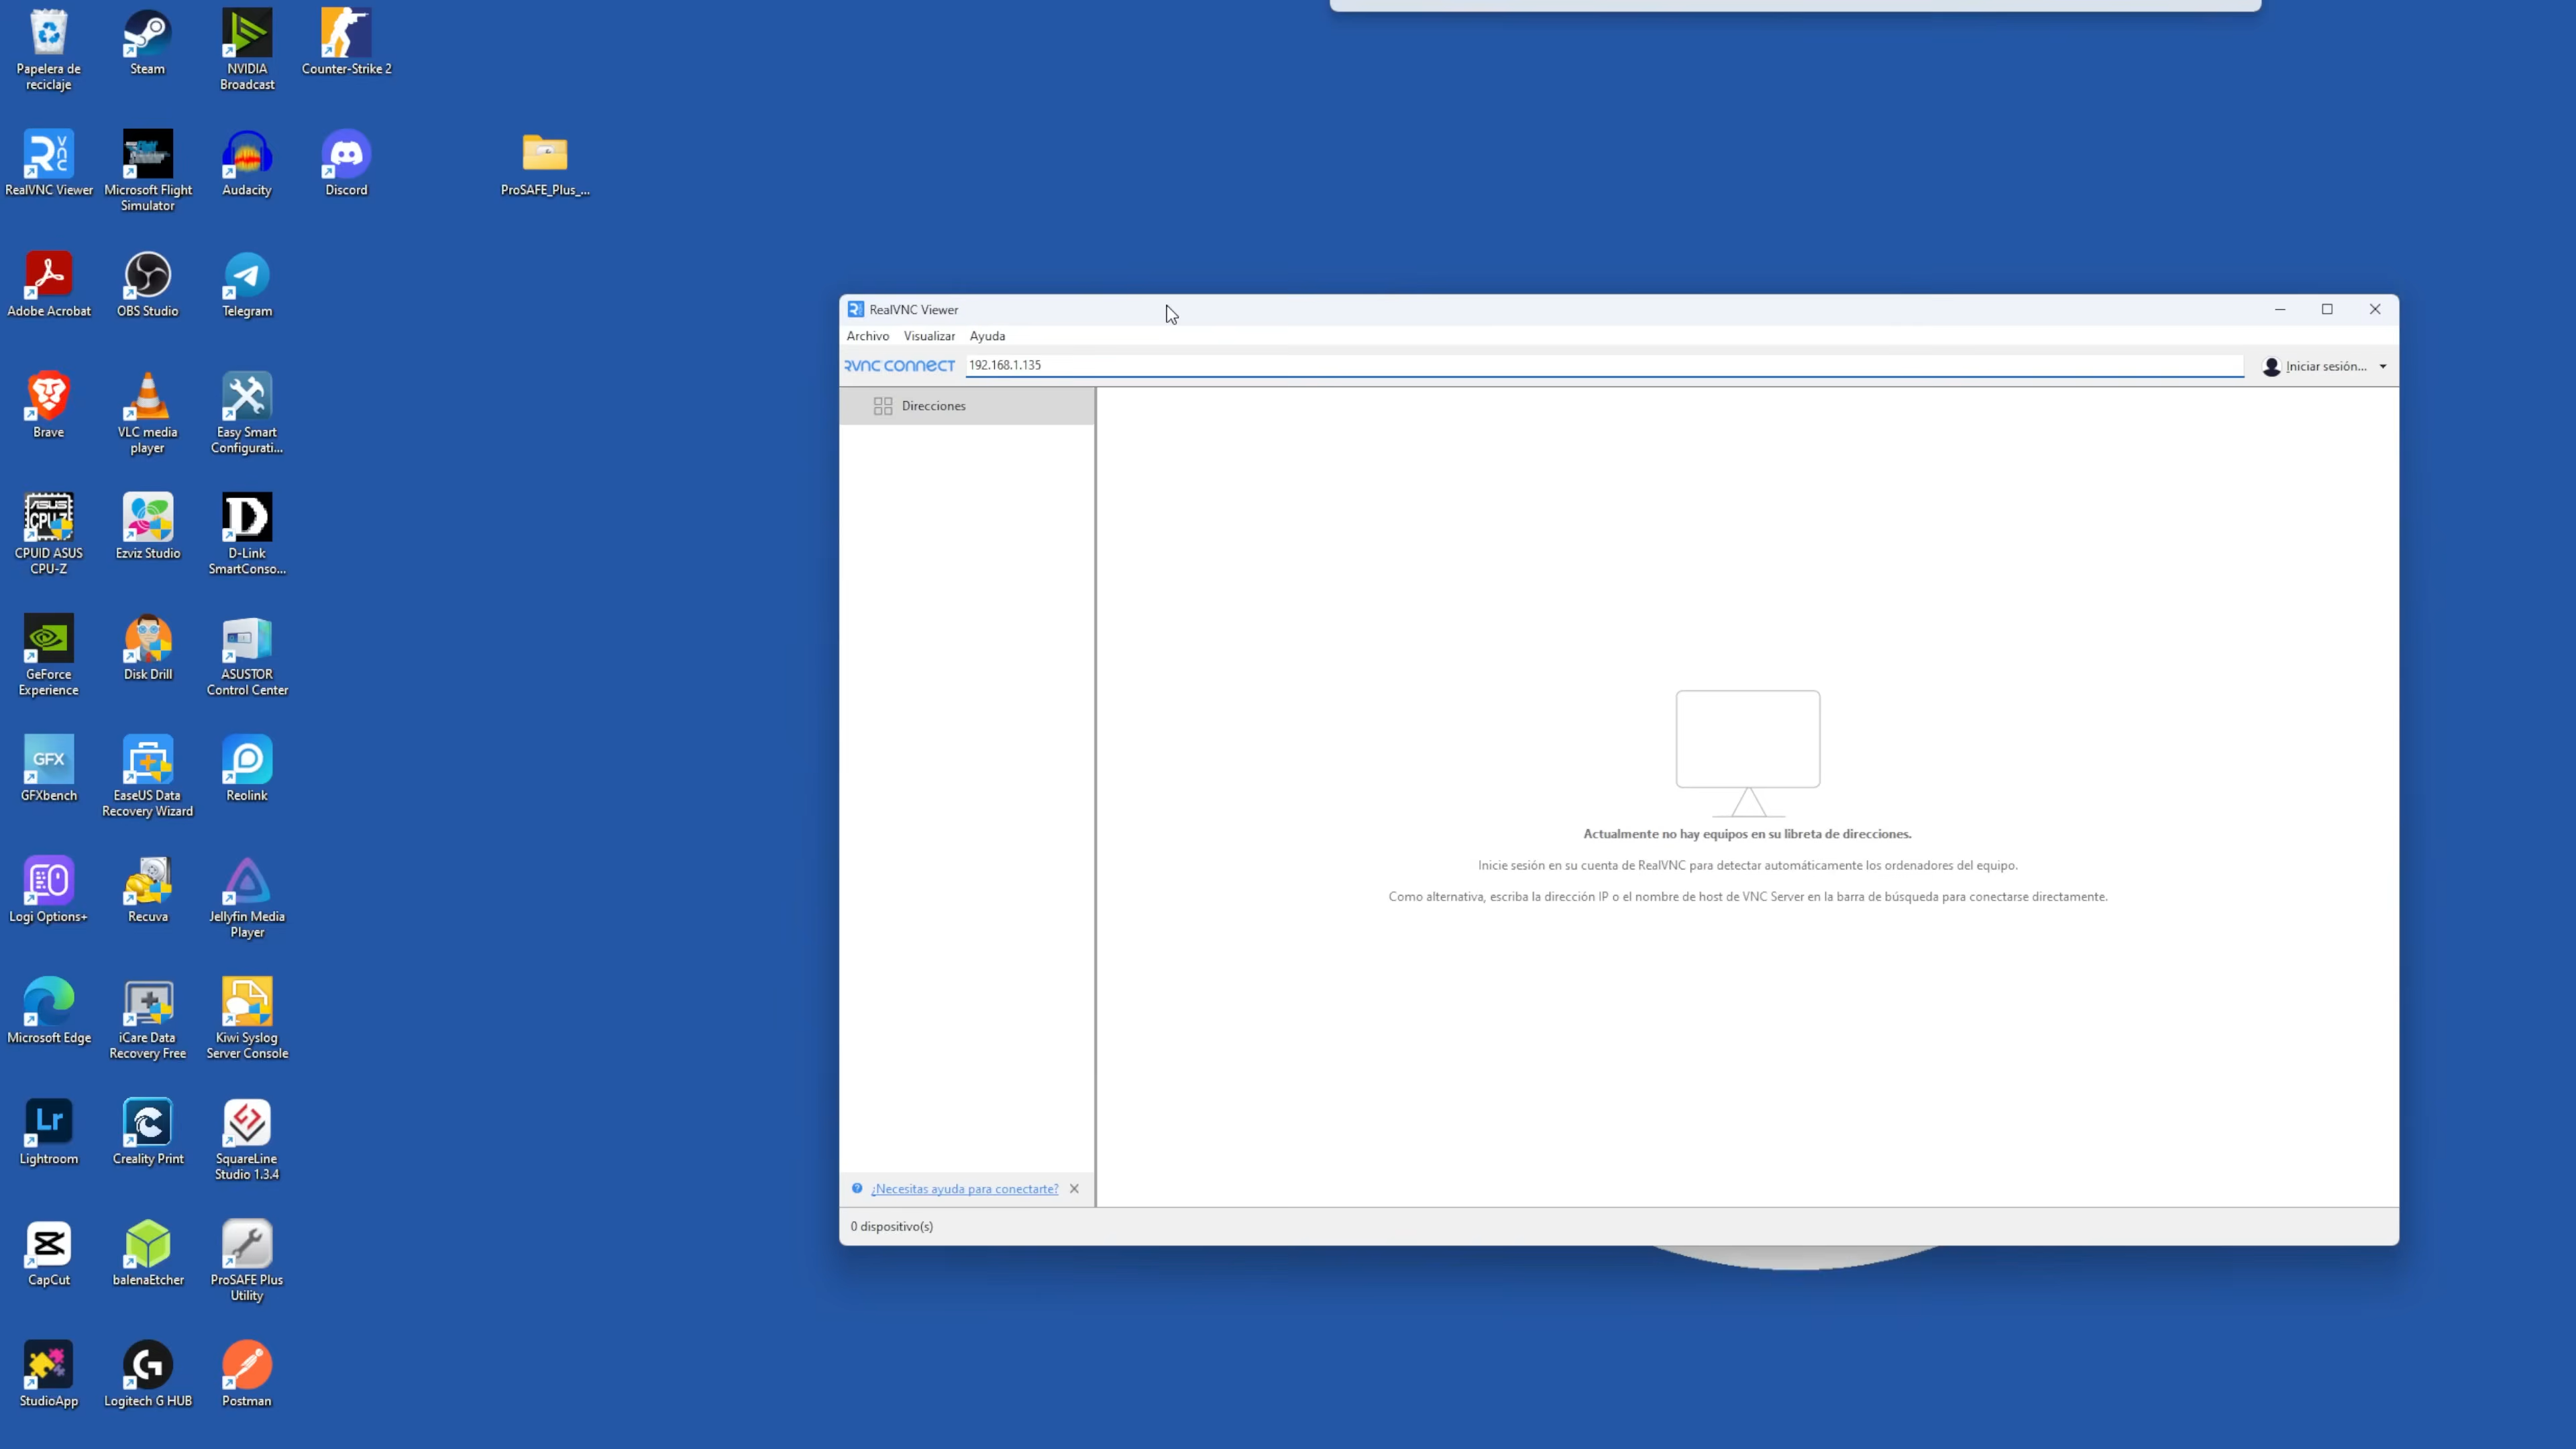 Papelera de
reciclaje
Steam
NVIDIA
Broadcast
Counter-Strike 2
RealVNC Viewer
Microsoft Flight
Simulator
Audacity
Discord
ProSAFE_Plus_...
Adobe Acrobat
OBS Studio
Telegram
Brave
VLC media
player
Easy Smart
Configurati...
ASUS
CPU-Z
CPUID ASUS
CPU-Z
Ezviz Studio
D-Link
SmartConso...
GeForce
Experience
Disk Drill
ASUSTOR
Control Center
GFX
GFXbench
EaseUS Data
Recovery Wizard
Reolink
Logi Options+
Recuva
Jellyfin Media
Player
Microsoft Edge
iCare Data
Recovery Free
Kiwi Syslog
Server Console
Lr
Lightroom
Creality Print
SquareLine
Studio 1.3.4
CapCut
balenaEtcher
ProSAFE Plus
Utility
StudioApp
Logitech G HUB
Postman
RealVNC Viewer
Archivo Visualizar Ayuda
RVNC CONNECT 192.168.1.135 Iniciar sesión...
Direcciones
Actualmente no hay equipos en su libreta de direcciones.
Inicie sesión en su cuenta de RealVNC para detectar automáticamente los ordenadores del equipo.
Como alternativa, escriba la dirección IP o el nombre de host de VNC Server en la barra de búsqueda para conectarse directamente.
¿Necesitas ayuda para conectarte?
0 dispositivo(s)